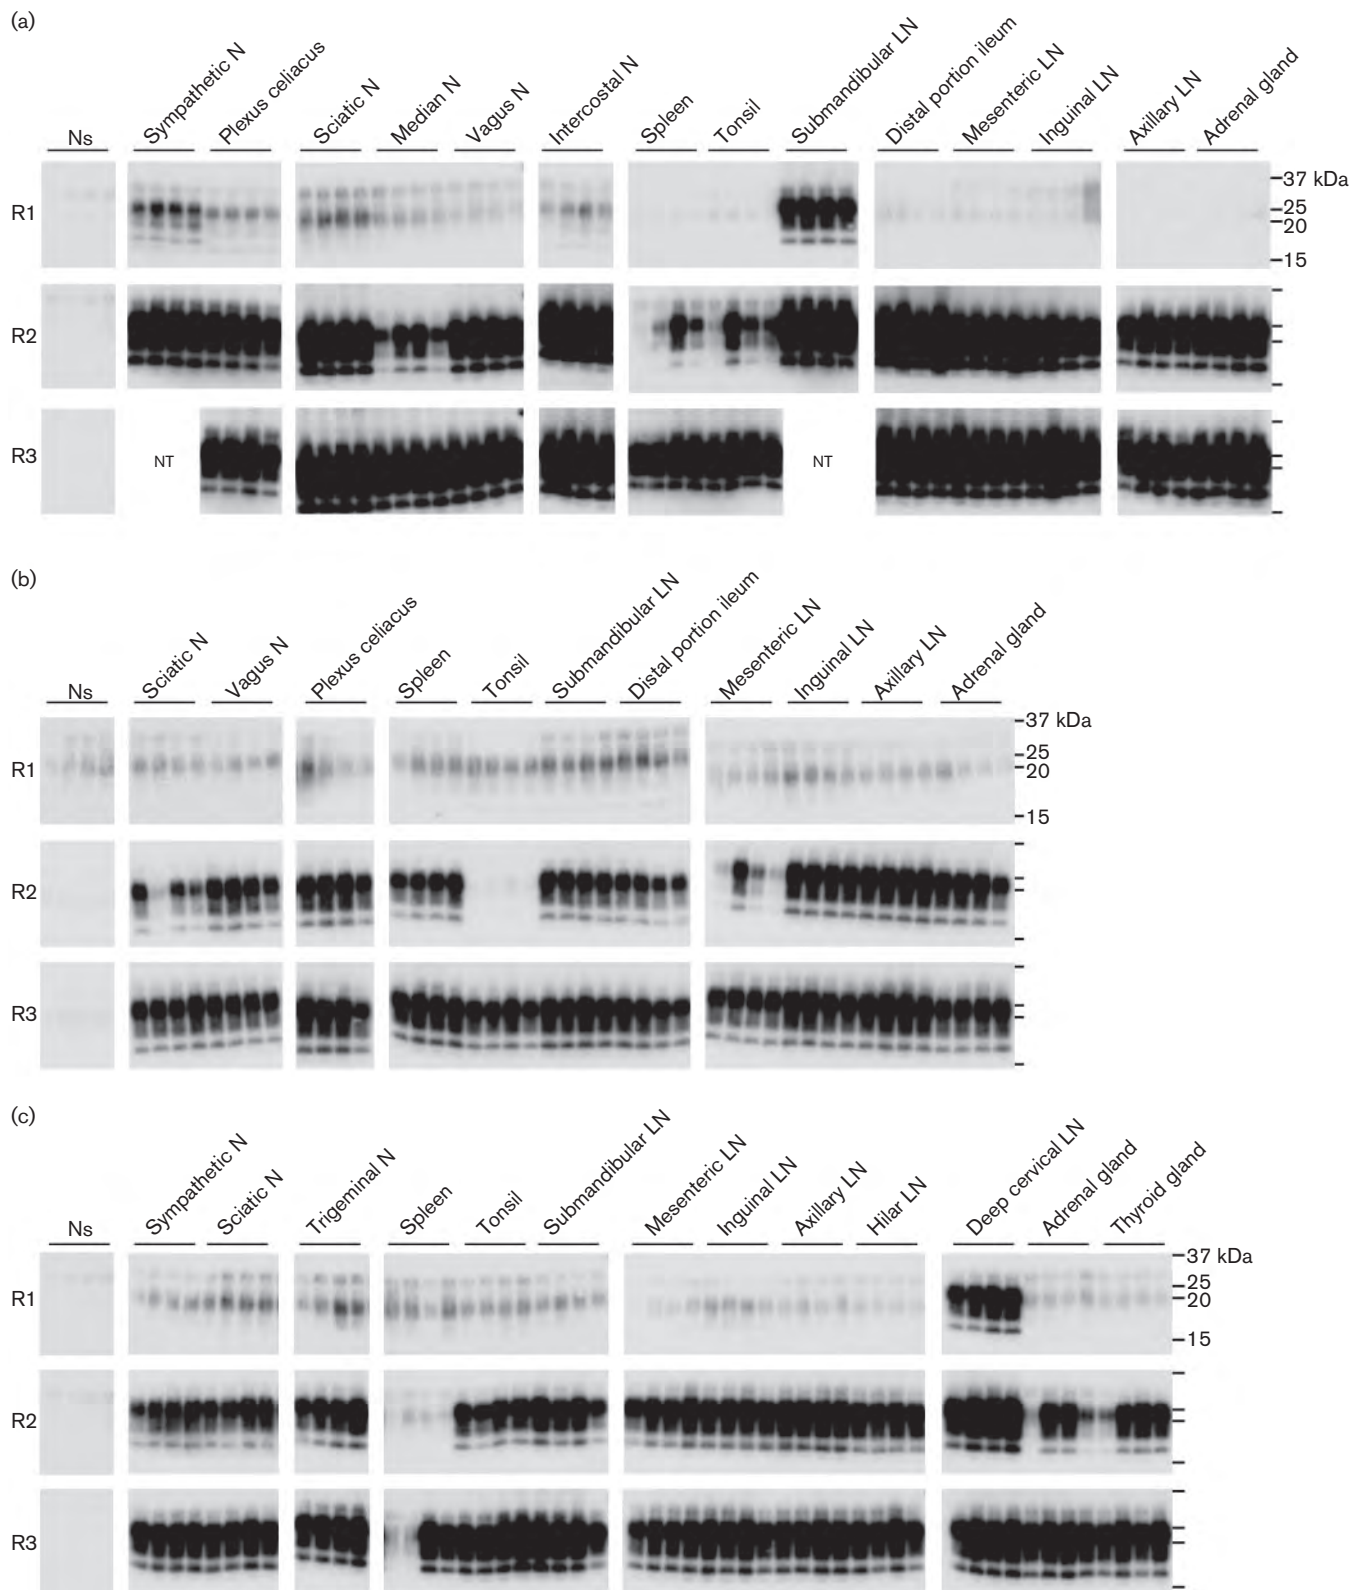 (a)
Ns
Sympathetic N
Plexus celiacus
Sciatic N
Median N
Vagus N
Intercostal N
Spleen
Tonsil
Submandibular LN
Distal portion ileum
Mesenteric LN
Inguinal LN
Axillary LN
Adrenal gland
R1
37 kDa
25
20
15
R2
R3
NT
NT
(b)
Ns
Sciatic N
Vagus N
Plexus celiacus
Spleen
Tonsil
Submandibular LN
Distal portion ileum
Mesenteric LN
Inguinal LN
Axillary LN
Adrenal gland
R1
37 kDa
25
20
15
R2
R3
(c)
Ns
Sympathetic N
Sciatic N
Trigeminal N
Spleen
Tonsil
Submandibular LN
Mesenteric LN
Inguinal LN
Axillary LN
Hilar LN
Deep cervical LN
Adrenal gland
Thyroid gland
R1
37 kDa
25
20
15
R2
R3